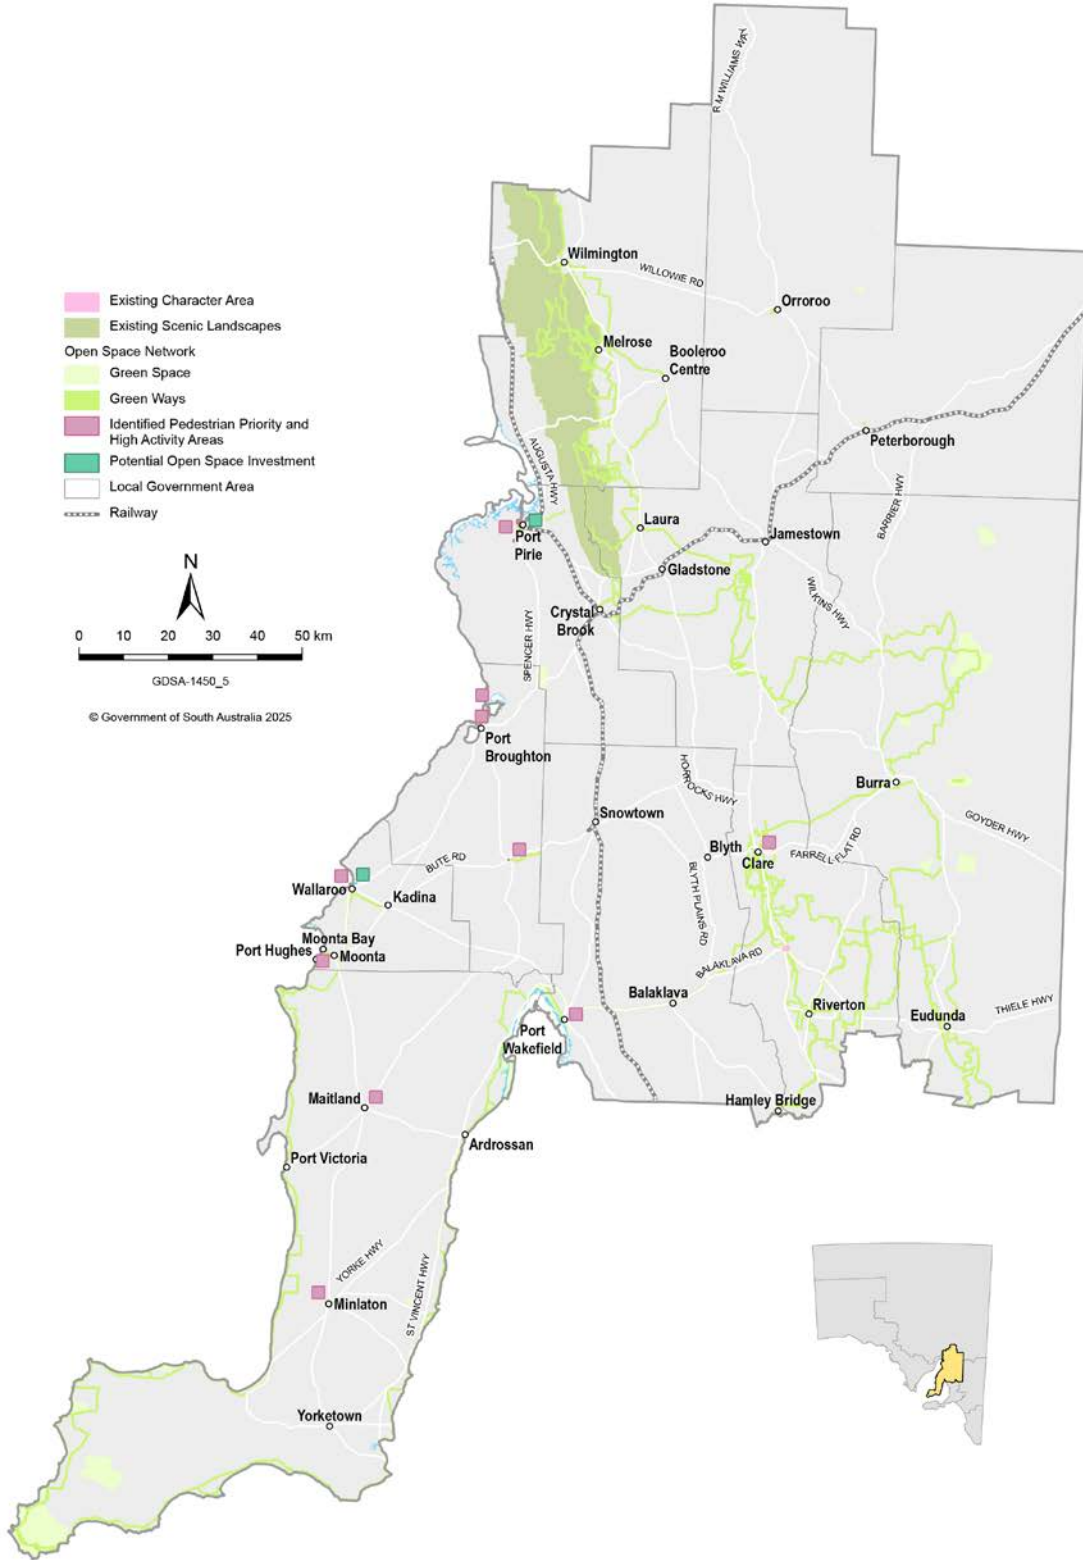 R M WILLIAMS WAY
Wilmington
WILLOWIE RD
Orroroo
Existing Character Area
Existing Scenic Landscapes
Open Space Network
Green Space
Green Ways
Identified Pedestrian Priority and
High Activity Areas
Potential Open Space Investment
Local Government Area
Railway
Melrose
Booleroo
Centre
Peterborough
AUGUSTA HWY
BARRIER HWY
Port
Pirie
Laura
Jamestown
Gladstone
N
0 10 20 30 40 50 km
GDSA-1450_5
© Government of South Australia 2025
Crystal
Brook
WILKINS HWY
SPENCER HWY
Port
Broughton
HORROCKS HWY
Burra
Snowtown
GOYDER HWY
BUTE RD
Blyth
Clare
FARRELL FLAT RD
Wallaroo
Kadina
BLYTH PLAINS RD
Moonta Bay
Port Hughes
Moonta
BALAKLAVA RD
Balaklava
Riverton
Eudunda
THIELE HWY
Port
Wakefield
Maitland
Hamley Bridge
Ardrossan
Port Victoria
YORKE HWY
ST VINCENT HWY
Minlaton
Yorketown